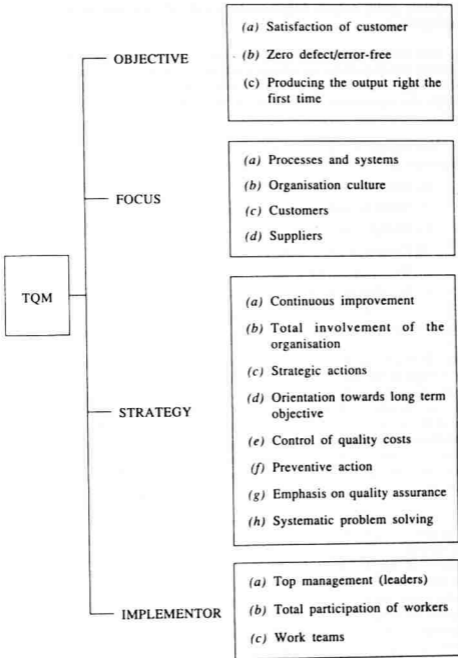 (a) Satisfaction of customer
(b) Zero defect/error-free
(c) Producing the output right the
first time
OBJECTIVE
(a) Processes and systems
(b) Organisation culture
(c) Customers
(d) Suppliers
FOCUS
TQM
(a) Continuous improvement
(b) Total involvement of the
organisation
(c) Strategic actions
(d) Orientation towards long term
objective
(e) Control of quality costs
(f) Preventive action
(g) Emphasis on quality assurance
(h) Systematic problem solving
STRATEGY
(a) Top management (leaders)
(b) Total participation of workers
(c) Work teams
IMPLEMENTOR